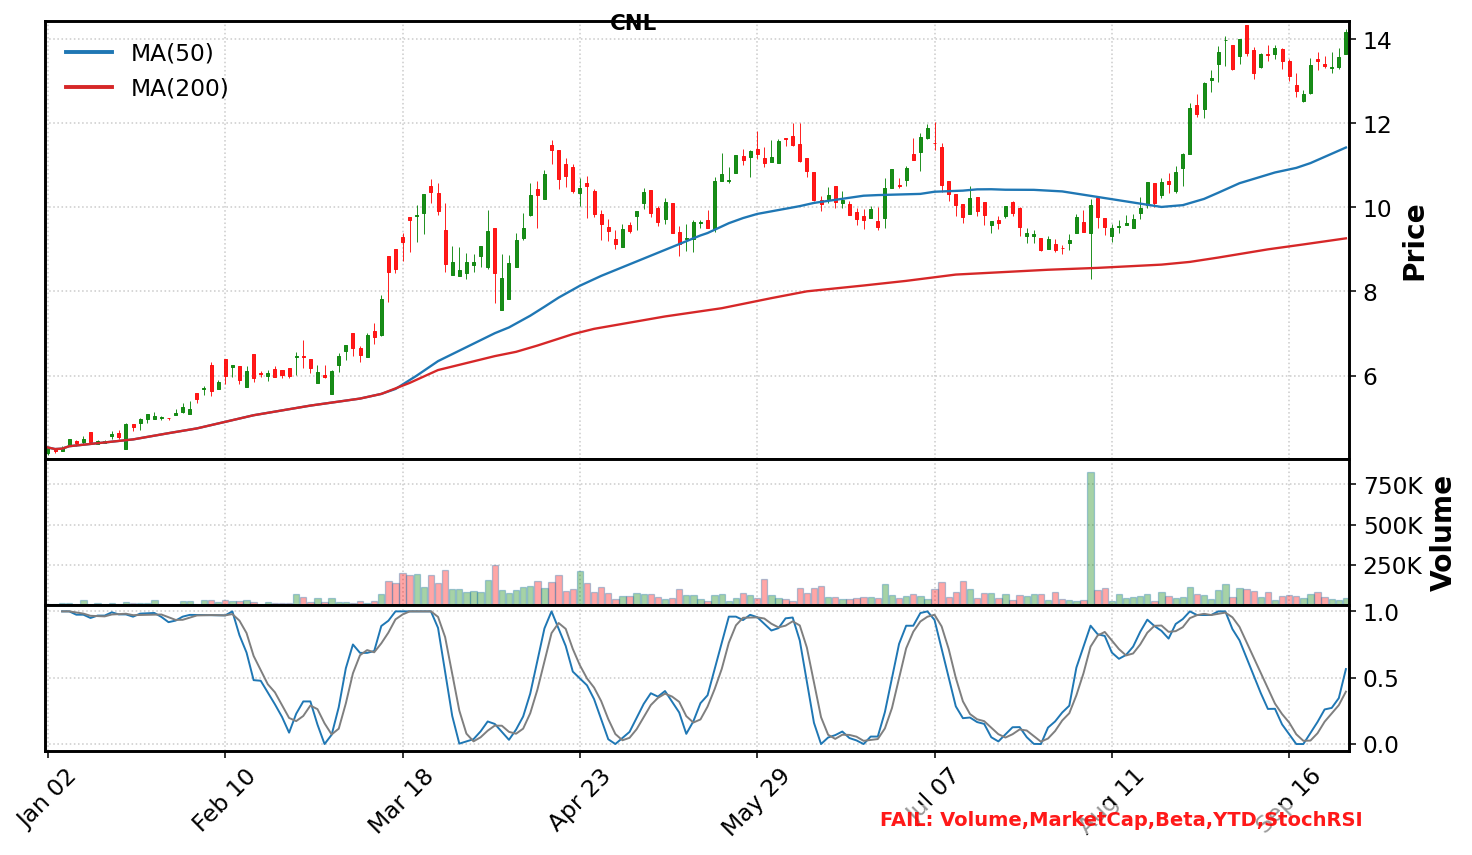 CNL
MA(50)
MA(200)
14
12
10
8
6
Price
750K
500K
250K
Volume
1.0
0.5
0.0
Jan 02
Feb 10
Mar 18
Apr 23
May 29
Jul 07
Aug 11
Sep 16
FAIL: Volume,MarketCap,Beta,YTD,StochRSI